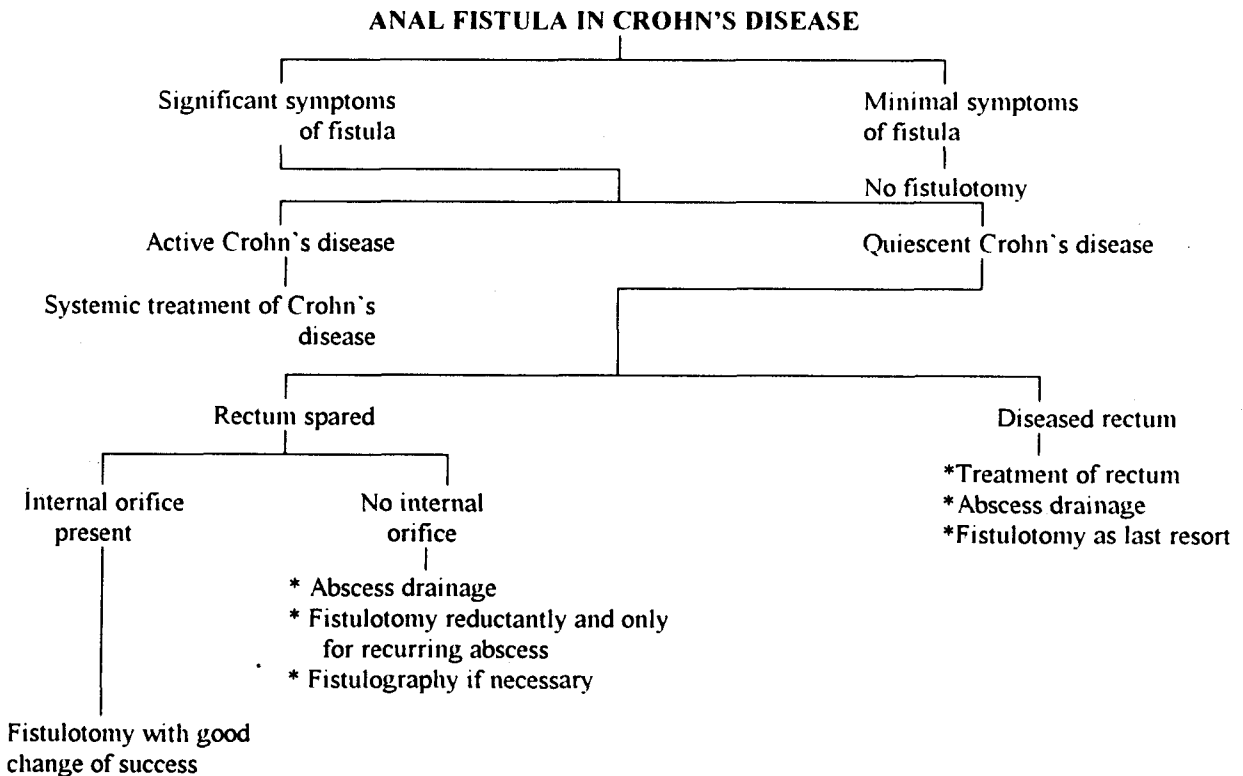 ANAL FISTULA IN CROHN'S DISEASE
Significant symptoms
of fistula
Minimal symptoms
of fistula
No fistulotomy
Active Crohn`s disease
Quiescent Crohn`s disease
Systemic treatment of Crohn`s
disease
Rectum spared
Diseased rectum
*Treatment of rectum
*Abscess drainage
*Fistulotomy as last resort
Internal orifice
present
No internal
orifice
* Abscess drainage
* Fistulotomy reductantly and only
for recurring abscess
* Fistulography if necessary
Fistulotomy with good
change of success